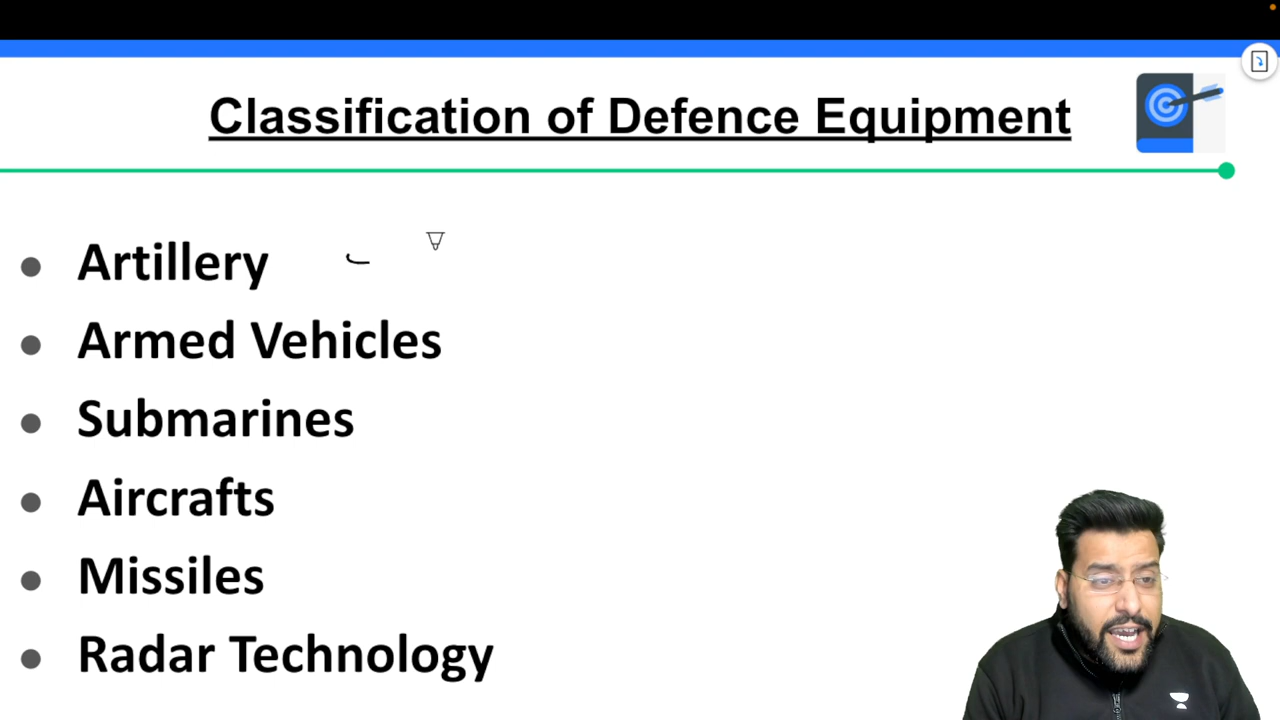 Classification of Defence Equipment
● Artillery
● Armed Vehicles
● Submarines
● Aircrafts
● Missiles
● Radar Technology